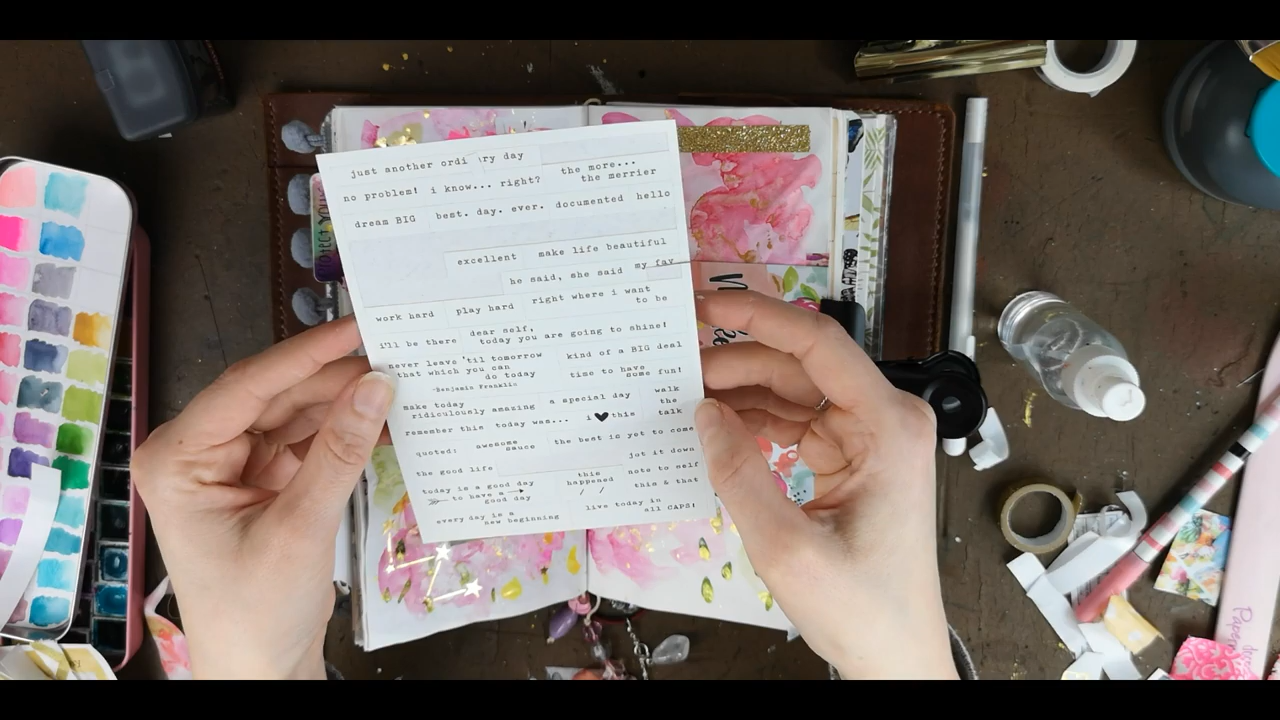 just another ordi ry day
the more...
the merrier
no problem! i know... right?
dream BIG best. day. ever. documented hello
excellent make life beautiful
he said, she said my fav
work hard play hard right where i want
to be
i'll be there dear self,
today you are going to shine!
never leave 'til tomorrow
that which you can
do today
-Benjamin Franklin
kind of a BIG deal
time to have
some fun!
make today
ridiculously amazing
a special day
walk
the
talk
remember this today was... i ♥ this
quoted: awesome
sauce
the best is yet to come
the good life
jot it down
this
happened
/ /
note to self
today is a good day
to have a
good day
this & that
every day is a
new beginning
live today in
all CAPS!